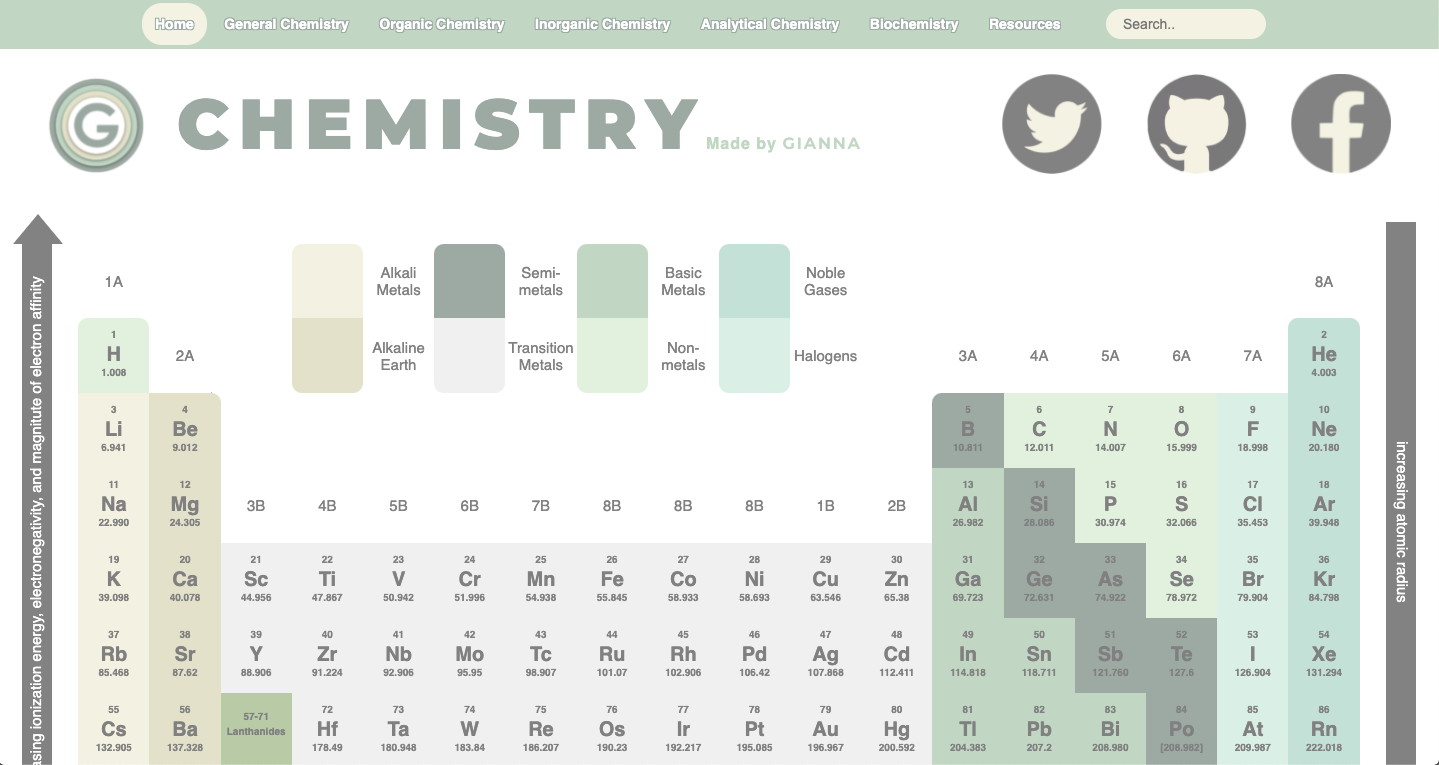 Home General Chemistry Organic Chemistry Inorganic Chemistry Analytical Chemistry Biochemistry Resources Search..
G CHEMISTRY Made by GIANNA
asing ionization energy, electronegativity, and magnitute of electron affinity
1A
Alkali
Metals
Semi-
metals
Basic
Metals
Noble
Gases
8A
Alkaline
Earth
Transition
Metals
Non-
metals
Halogens
1 2
H He
1.008 4.003
2A 3A 4A 5A 6A 7A
3 4 5 6 7 8 9 10
Li Be B C N O F Ne
6.941 9.012 10.811 12.011 14.007 15.999 18.998 20.180
11 12 13 14 15 16 17 18
Na Mg Al Si P S Cl Ar
22.990 24.305 26.982 28.086 30.974 32.066 35.453 39.948
3B 4B 5B 6B 7B 8B 8B 8B 1B 2B
19 20 21 22 23 24 25 26 27 28 29 30 31 32 33 34 35 36
K Ca Sc Ti V Cr Mn Fe Co Ni Cu Zn Ga Ge As Se Br Kr
39.098 40.078 44.956 47.867 50.942 51.996 54.938 55.845 58.933 58.693 63.546 65.38 69.723 72.631 74.922 78.972 79.904 84.798
37 38 39 40 41 42 43 44 45 46 47 48 49 50 51 52 53 54
Rb Sr Y Zr Nb Mo Tc Ru Rh Pd Ag Cd In Sn Sb Te I Xe
85.468 87.62 88.906 91.224 92.906 95.95 98.907 101.07 102.906 106.42 107.868 112.411 114.818 118.711 121.760 127.6 126.904 131.294
55 56 57-71 72 73 74 75 76 77 78 79 80 81 82 83 84 85 86
Cs Ba Lanthanides Hf Ta W Re Os Ir Pt Au Hg Tl Pb Bi Po At Rn
132.905 137.328 178.49 180.948 183.84 186.207 190.23 192.217 195.085 196.967 200.592 204.383 207.2 208.980 [208.982] 209.987 222.018
increasing atomic radius